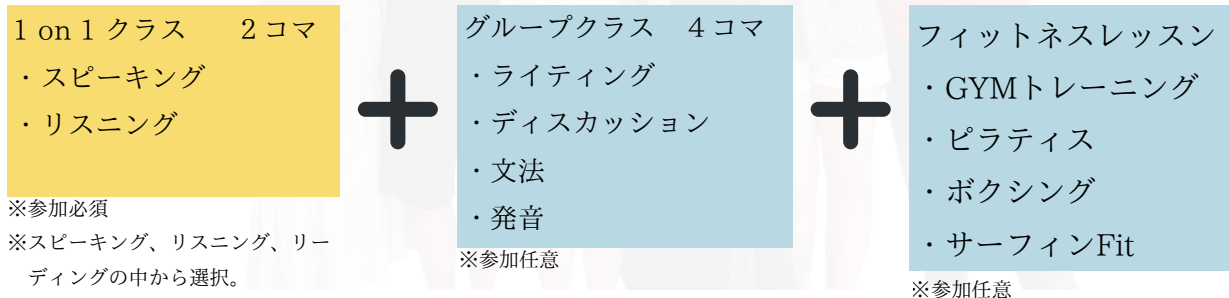 １on１クラス　　２コマ
・スピーキング
・リスニング
※参加必須
※スピーキング、リスニング、リー
ディングの中から選択。
グループクラス　４コマ
・ライティング
・ディスカッション
・文法
・発音
※参加任意
フィットネスレッスン
・GYMトレーニング
・ピラティス
・ボクシング
・サーフィンFit
※参加任意